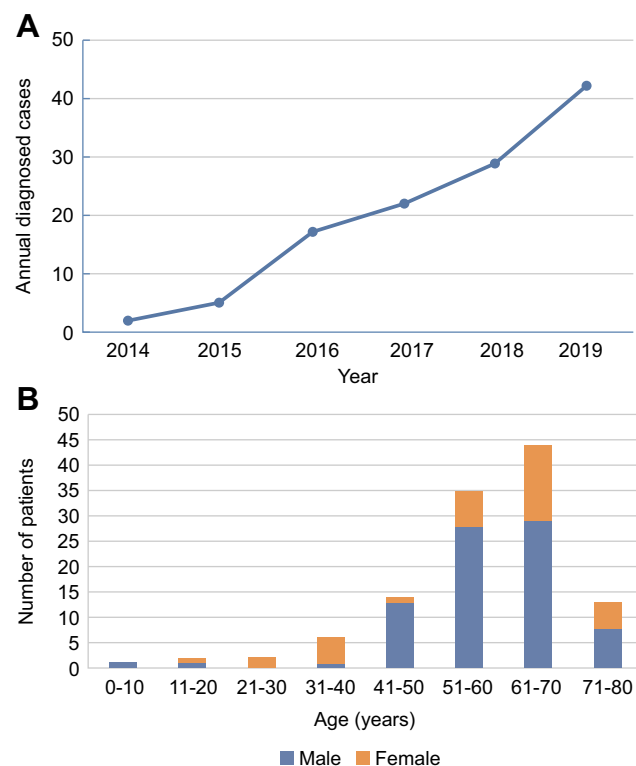 A
50
40
30
20
10
0
Annual diagnosed cases
2014 2015 2016 2017 2018 2019
Year
B
50
45
40
35
30
25
20
15
10
5
0
Number of patients
0-10 11-20 21-30 31-40 41-50 51-60 61-70 71-80
Age (years)
Male Female